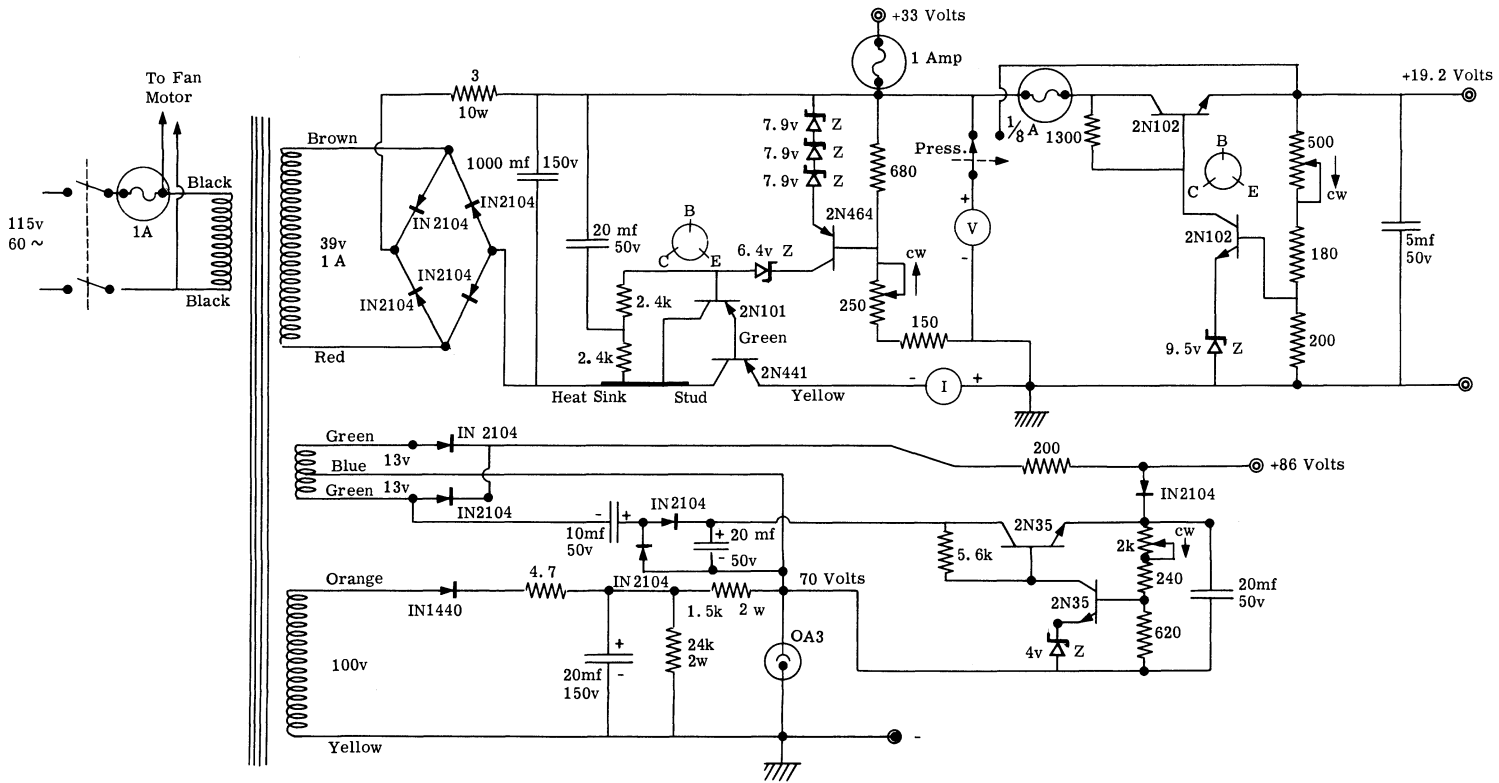 +33 Volts
1 Amp
To Fan
Motor
3
10w
+19.2 Volts
Brown
1000 mf
150v
7.9v
Z
7.9v
Z
7.9v
Z
680
Press.
1/8 A
1300
2N102
500
cw
B
C
E
Black
1A
115v
60 ~
Black
39v
1 A
IN2104
IN2104
IN2104
IN2104
Red
20 mf
50v
B
C
E
6.4v
Z
2N464
cw
250
V
+
-
2N102
180
5mf
50v
2.4k
2N101
Green
2.4k
150
9.5v
Z
200
2N441
Heat Sink
Stud
Yellow
-
I
+
Green
IN 2104
13v
Blue
Green
13v
IN2104
200
+86 Volts
IN2104
IN2104
-
+
10mf
50v
+
20 mf
-
50v
2N35
5.6k
2k
cw
240
Orange
IN1440
4.7
IN2104
1.5k
2 w
70 Volts
2N35
20mf
50v
620
4v
Z
100v
+
20mf
150v
-
24k
2w
OA3
Yellow
-